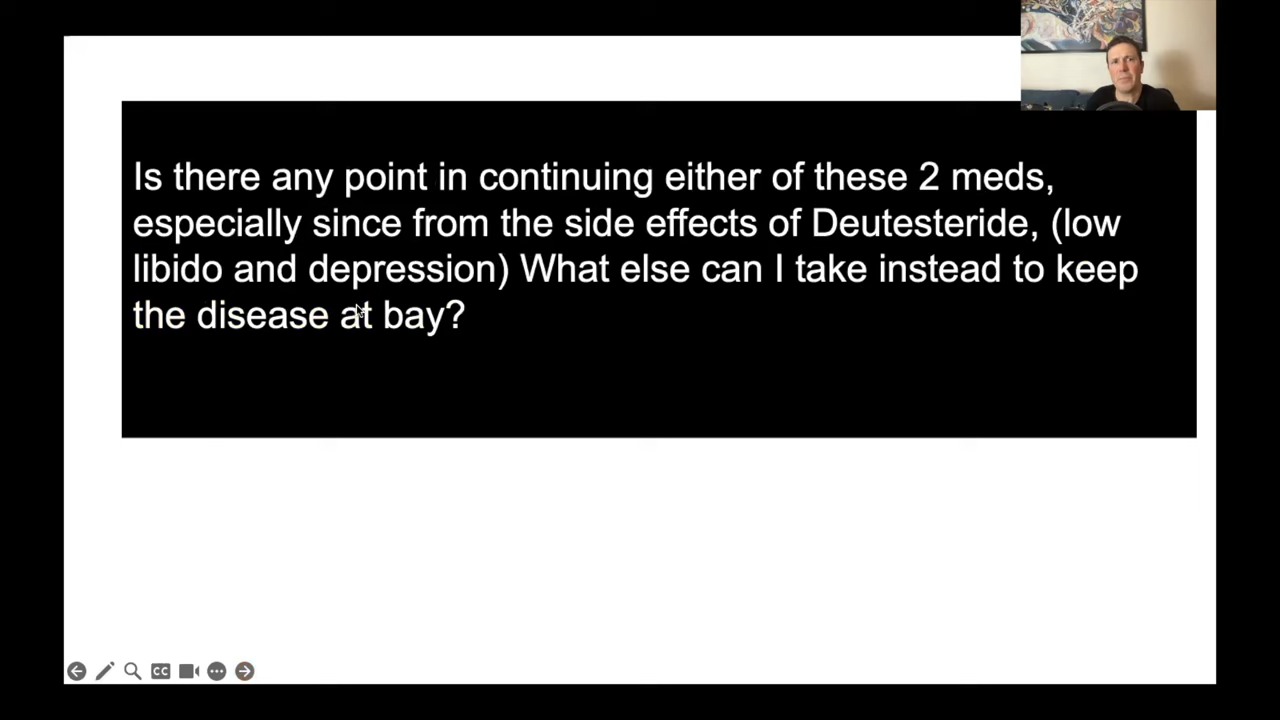 Is there any point in continuing either of these 2 meds,
especially since from the side effects of Deutesteride, (low
libido and depression) What else can I take instead to keep
the disease at bay?
CC